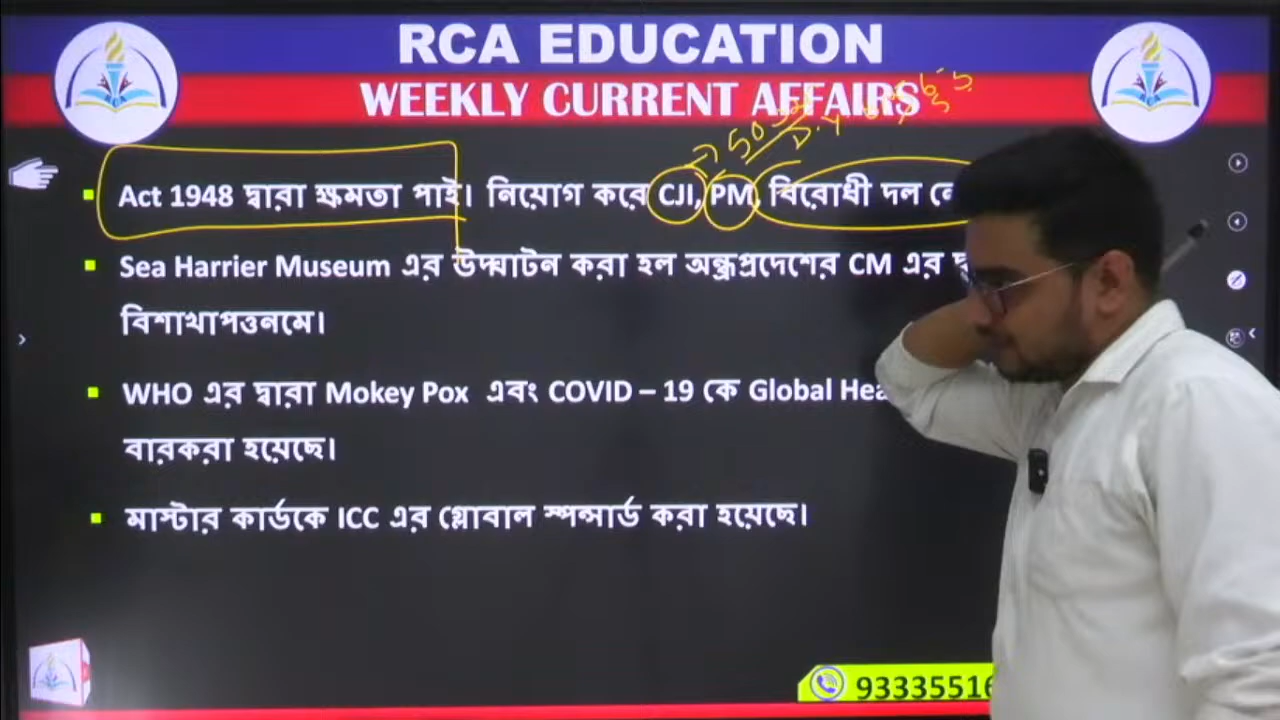 RCA EDUCATION
WEEKLY CURRENT AFFAIRS
50
D.Y
Act 1948 দ্বারা ক্ষমতা পাই। নিয়োগ করে CJI, PM, বিরোধী দল
Sea Harrier Museum এর উদ্ঘাটন করা হল অন্ধ্রপ্রদেশের CM এর
বিশাখাপত্তনমে।
WHO এর দ্বারা Mokey Pox এবং COVID – 19 কে Global
বারকরা হয়েছে।
মাস্টার কার্ডকে ICC এর গ্লোবাল স্পন্সার্ড করা হয়েছে।
9333551